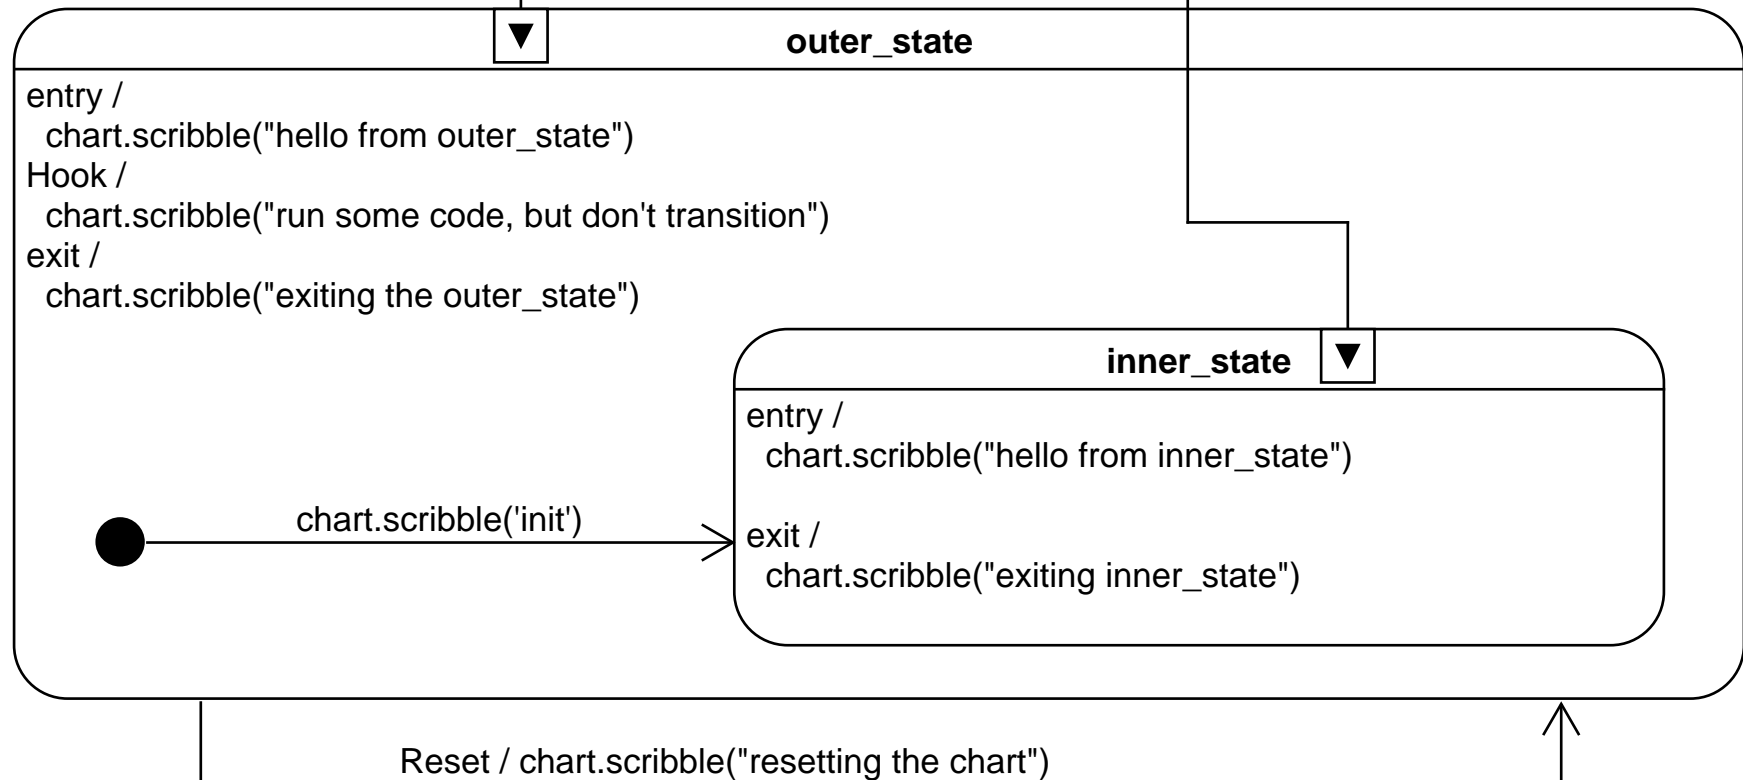 outer_state
entry /
chart.scribble("hello from outer_state")
Hook /
chart.scribble("run some code, but don't transition")
exit /
chart.scribble("exiting the outer_state")
inner_state
entry /
chart.scribble("hello from inner_state")
chart.scribble('init')
exit /
chart.scribble("exiting inner_state")
Reset / chart.scribble("resetting the chart")